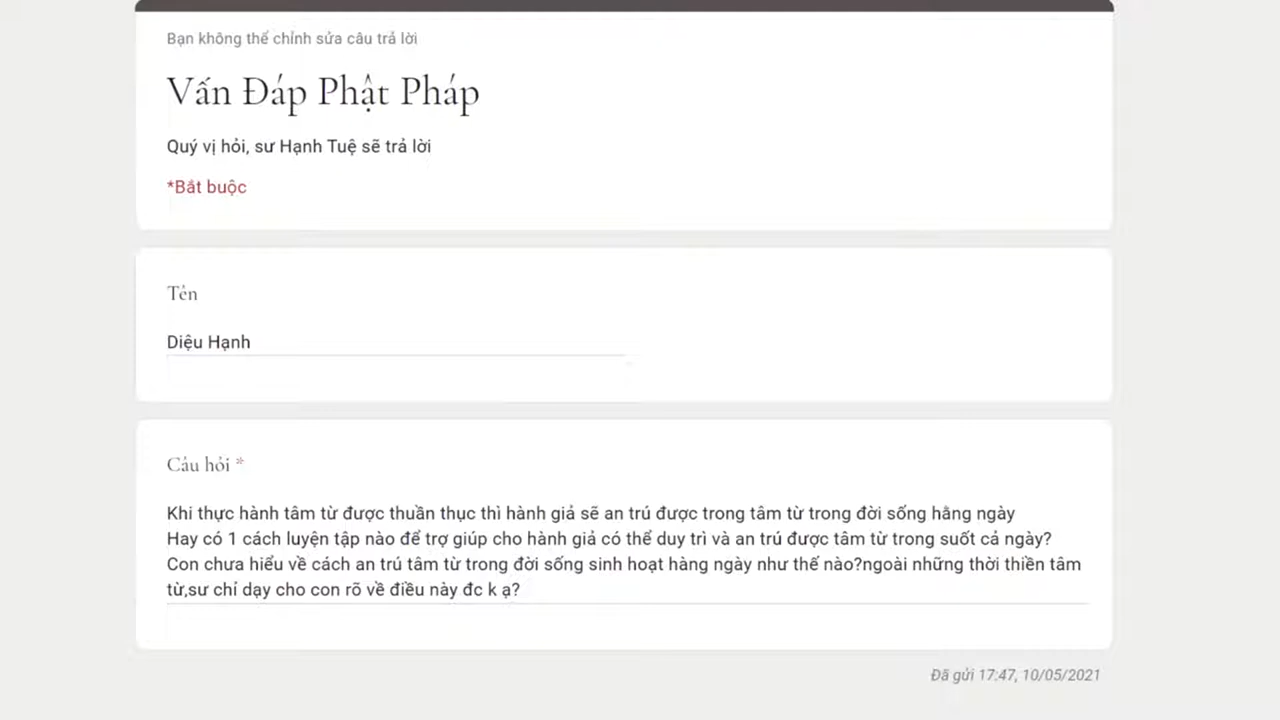 Bạn không thể chỉnh sửa câu trả lời
Vấn Đáp Phật Pháp
Quý vị hỏi, sư Hạnh Tuệ sẽ trả lời
*Bắt buộc
Tên
Diệu Hạnh
Câu hỏi *
Khi thực hành tâm từ được thuần thục thì hành giả sẽ an trú được trong tâm từ trong đời sống hằng ngày
Hay có 1 cách luyện tập nào để trợ giúp cho hành giả có thể duy trì và an trú được tâm từ trong suốt cả ngày?
Con chưa hiểu về cách an trú tâm từ trong đời sống sinh hoạt hàng ngày như thế nào?ngoài những thời thiền tâm
từ,sư chỉ dạy cho con rõ về điều này đc k ạ?
Đã gửi 17:47, 10/05/2021